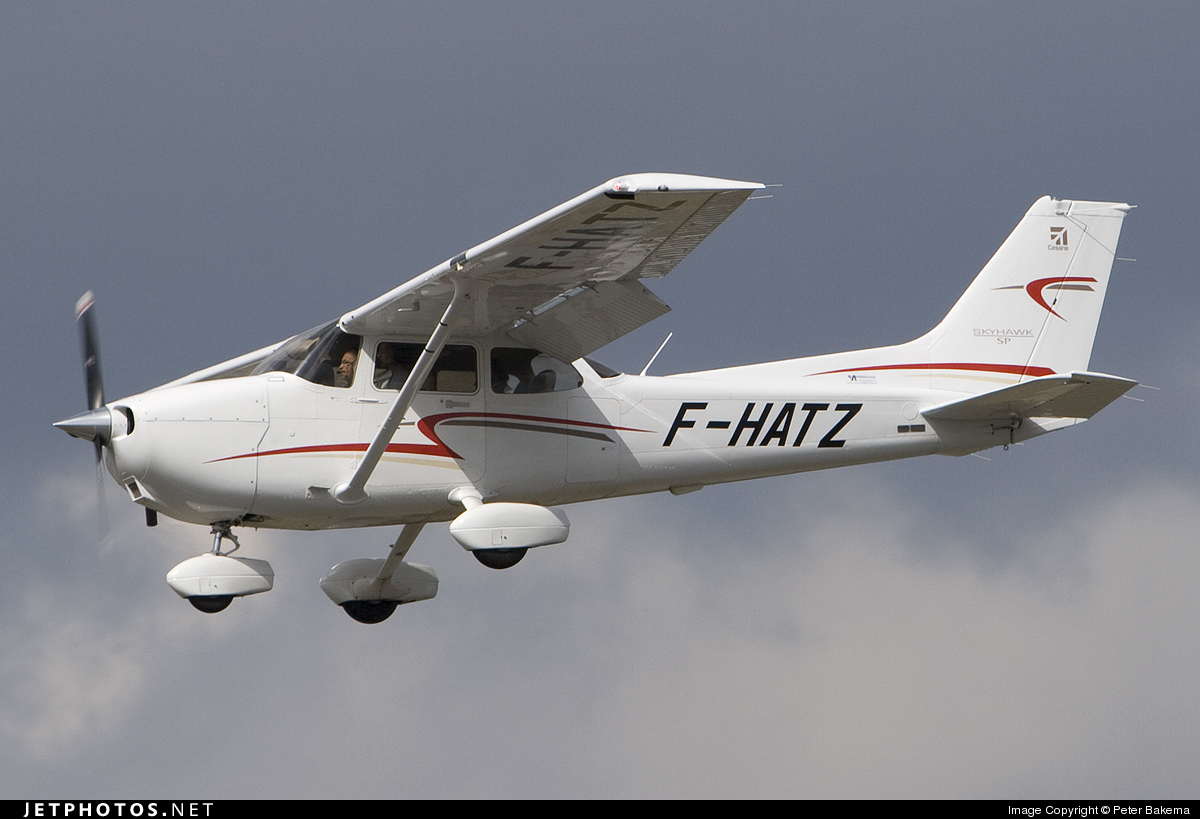 F-HATZ
Cessna
SKYHAWK
SP
F-HATZ
JETPHOTOS.NET
Image Copyright © Peter Bakema